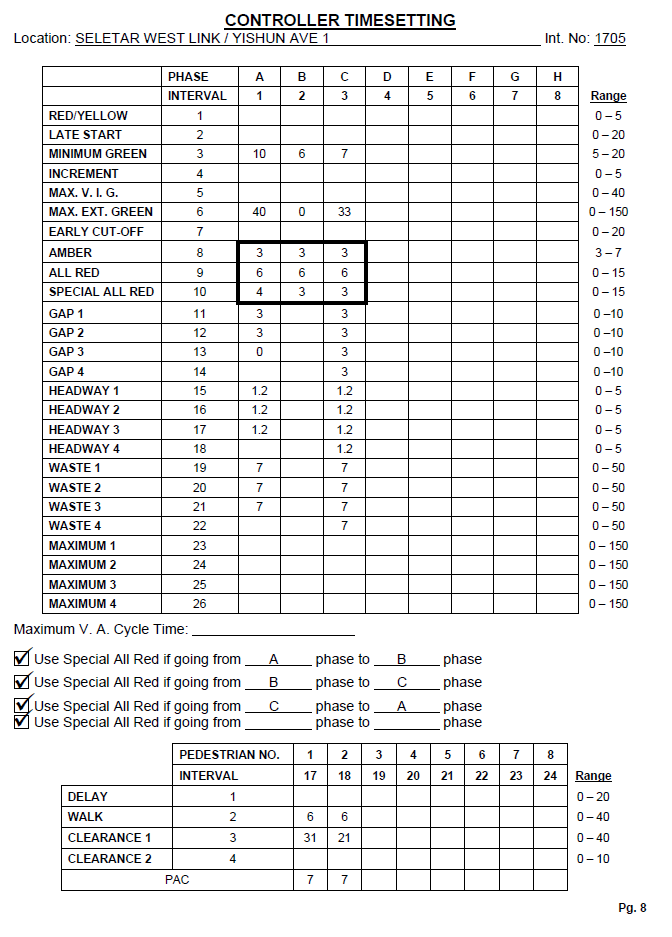 CONTROLLER TIMESETTING
Location: SELETAR WEST LINK / YISHUN AVE 1 Int. No: 1705
PHASE A B C D E F G H
INTERVAL 1 2 3 4 5 6 7 8 Range
RED/YELLOW 1 0 – 5
LATE START 2 0 – 20
MINIMUM GREEN 3 10 6 7 5 – 20
INCREMENT 4 0 – 5
MAX. V. I. G. 5 0 – 40
MAX. EXT. GREEN 6 40 0 33 0 – 150
EARLY CUT-OFF 7 0 – 20
AMBER 8 3 3 3 3 – 7
ALL RED 9 6 6 6 0 – 15
SPECIAL ALL RED 10 4 3 3 0 – 15
GAP 1 11 3 3 0 –10
GAP 2 12 3 3 0 –10
GAP 3 13 0 3 0 –10
GAP 4 14 3 0 –10
HEADWAY 1 15 1.2 1.2 0 – 5
HEADWAY 2 16 1.2 1.2 0 – 5
HEADWAY 3 17 1.2 1.2 0 – 5
HEADWAY 4 18 1.2 0 – 5
WASTE 1 19 7 7 0 – 50
WASTE 2 20 7 7 0 – 50
WASTE 3 21 7 7 0 – 50
WASTE 4 22 7 0 – 50
MAXIMUM 1 23 0 – 150
MAXIMUM 2 24 0 – 150
MAXIMUM 3 25 0 – 150
MAXIMUM 4 26 0 – 150
Maximum V. A. Cycle Time:
Use Special All Red if going from A phase to B phase
Use Special All Red if going from B phase to C phase
Use Special All Red if going from C phase to A phase
Use Special All Red if going from phase to phase
PEDESTRIAN NO. 1 2 3 4 5 6 7 8
INTERVAL 17 18 19 20 21 22 23 24 Range
DELAY 1 0 – 20
WALK 2 6 6 0 – 40
CLEARANCE 1 3 31 21 0 – 40
CLEARANCE 2 4 0 – 10
PAC 7 7
Pg. 8